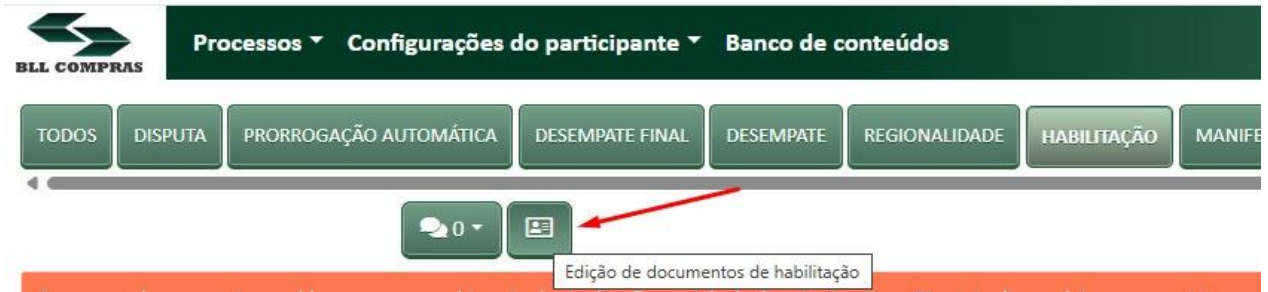 BLL COMPRAS
Processos Configurações do participante Banco de conteúdos
TODOS DISPUTA PRORROGAÇÃO AUTOMÁTICA DESEMPATE FINAL DESEMPATE REGIONALIDADE HABILITAÇÃO MANIFE
0
Edição de documentos de habilitação